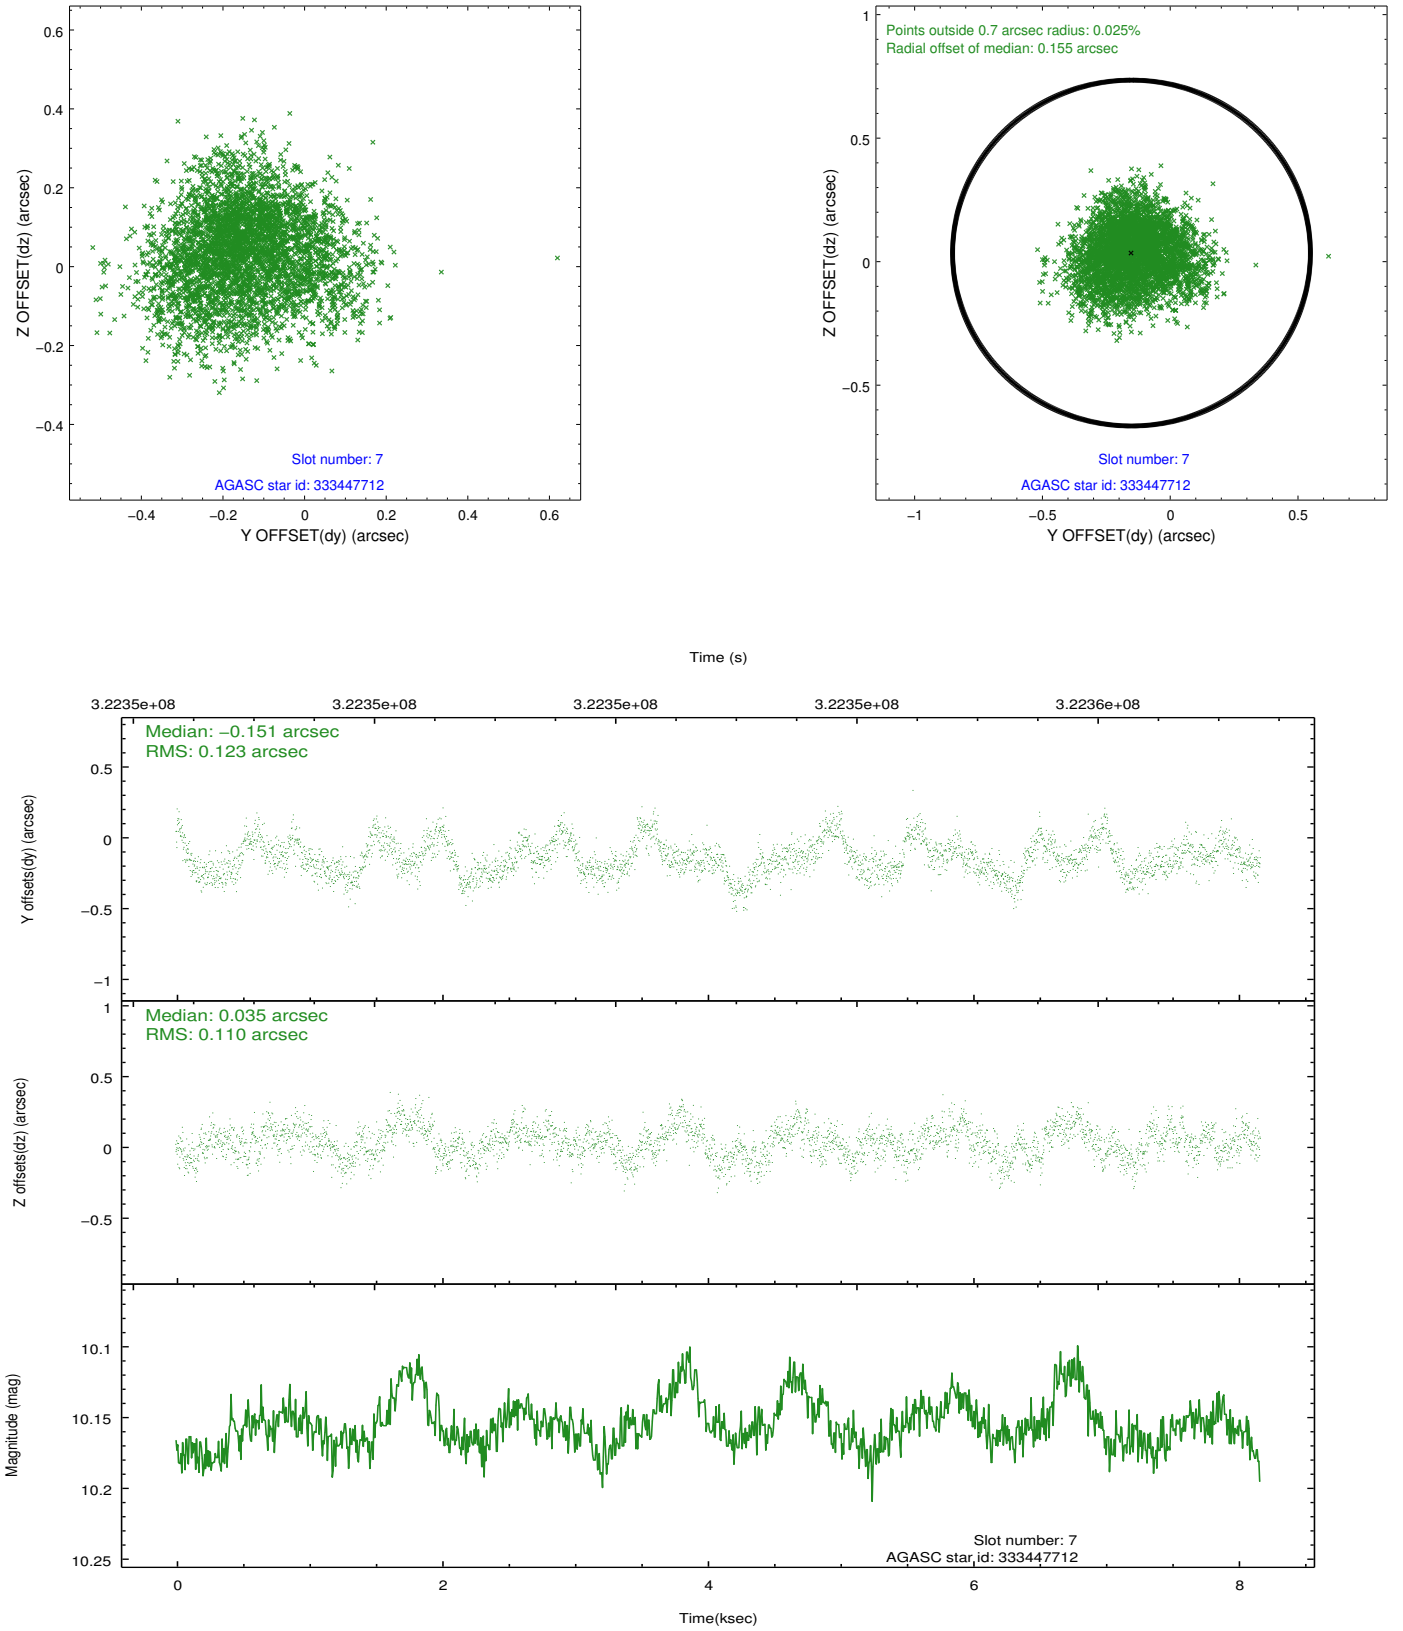 0.6
0.4
0.2
0
−0.2
−0.4
Z OFFSET(dz) (arcsec)
Slot number: 7
AGASC star id: 333447712
−0.4 −0.2 0 0.2 0.4 0.6
Y OFFSET(dy) (arcsec)
Points outside 0.7 arcsec radius: 0.025%
Radial offset of median: 0.155 arcsec
1
0.5
0
−0.5
Z OFFSET(dz) (arcsec)
Slot number: 7
AGASC star id: 333447712
−1 −0.5 0 0.5
Y OFFSET(dy) (arcsec)
Time (s)
3.2235e+08 3.2235e+08 3.2235e+08 3.2235e+08 3.2236e+08
Median: −0.151 arcsec
RMS: 0.123 arcsec
0.5
0
−0.5
−1
Y offsets(dy) (arcsec)
Median: 0.035 arcsec
RMS: 0.110 arcsec
1
0.5
0
−0.5
Z offsets(dz) (arcsec)
10.1
10.15
10.2
10.25
Magnitude (mag)
Slot number: 7
AGASC star id: 333447712
0 2 4 6 8
Time(ksec)